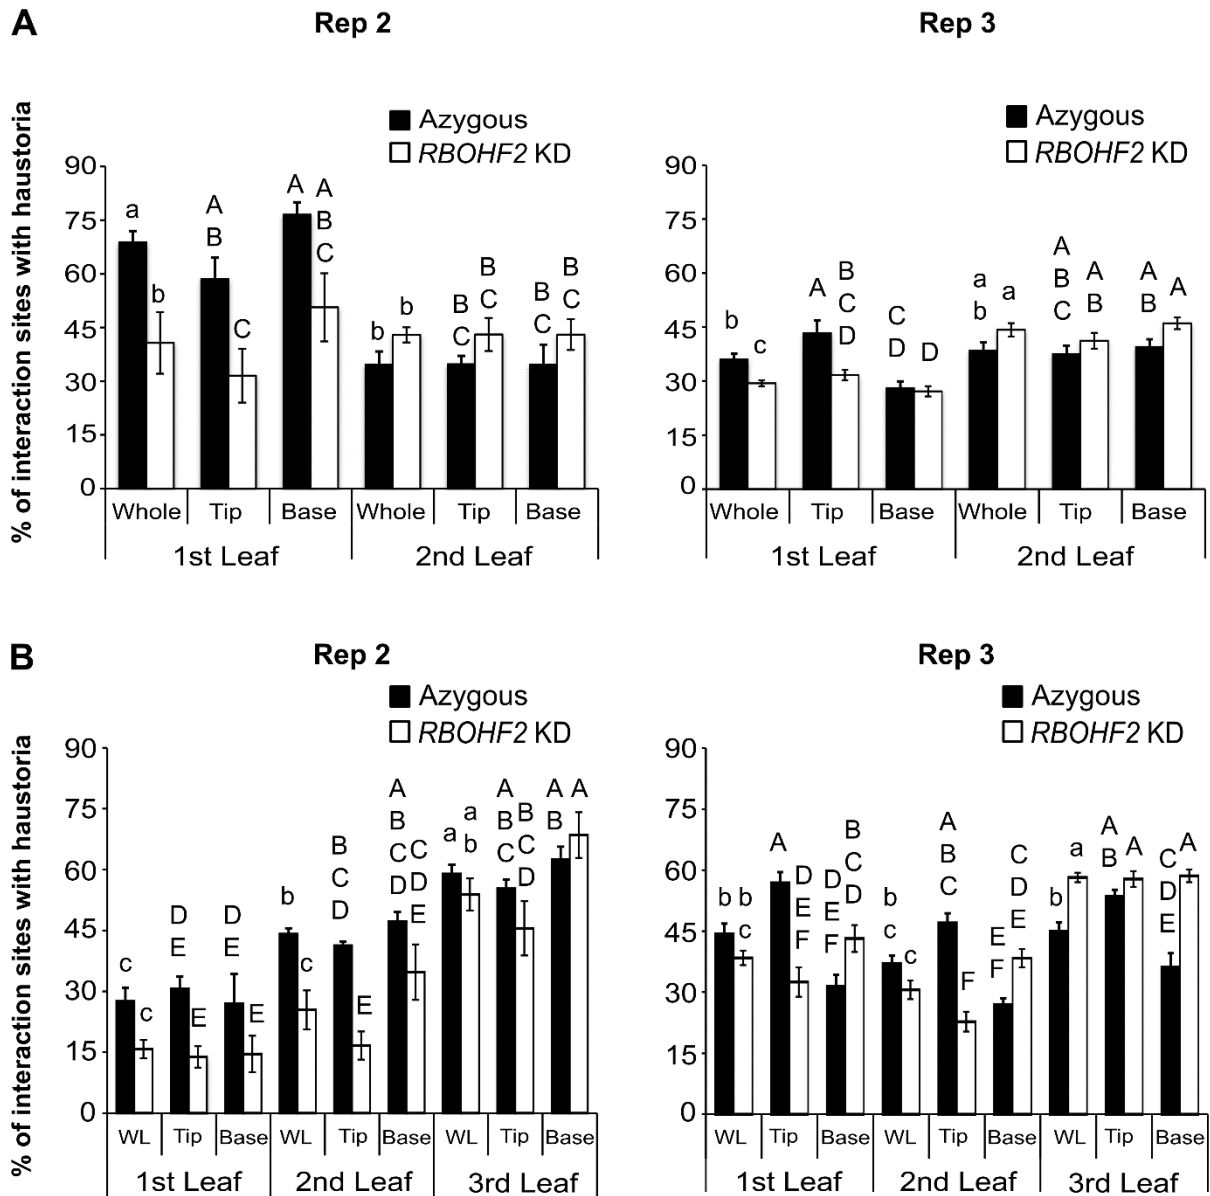 A
Rep 2
Rep 3
Azygous
RBOHF2 KD
% of interaction sites with haustoria
90
75
60
45
30
15
0
a
b
A
B
C
A
A
B
C
b
b
B
C
B
C
B
C
B
C
Whole
Tip
Base
Whole
Tip
Base
1st Leaf
2nd Leaf
Azygous
RBOHF2 KD
90
75
60
45
30
15
0
b
c
A
B
C
D
C
D
D
a
b
a
A
B
C
A
B
A
B
A
Whole
Tip
Base
Whole
Tip
Base
1st Leaf
2nd Leaf
B
Rep 2
Rep 3
Azygous
RBOHF2 KD
% of interaction sites with haustoria
90
75
60
45
30
15
0
c
c
D
E
E
D
E
E
b
c
B
C
D
E
A
B
C
D
C
D
E
a
a
b
A
B
C
B
C
D
A
B
A
WL
Tip
Base
WL
Tip
Base
WL
Tip
Base
1st Leaf
2nd Leaf
3rd Leaf
Azygous
RBOHF2 KD
90
75
60
45
30
15
0
b
b
c
A
D
E
F
D
E
F
B
C
D
b
c
c
A
B
C
F
E
F
C
D
E
b
a
A
B
A
C
D
E
A
WL
Tip
Base
WL
Tip
Base
WL
Tip
Base
1st Leaf
2nd Leaf
3rd Leaf